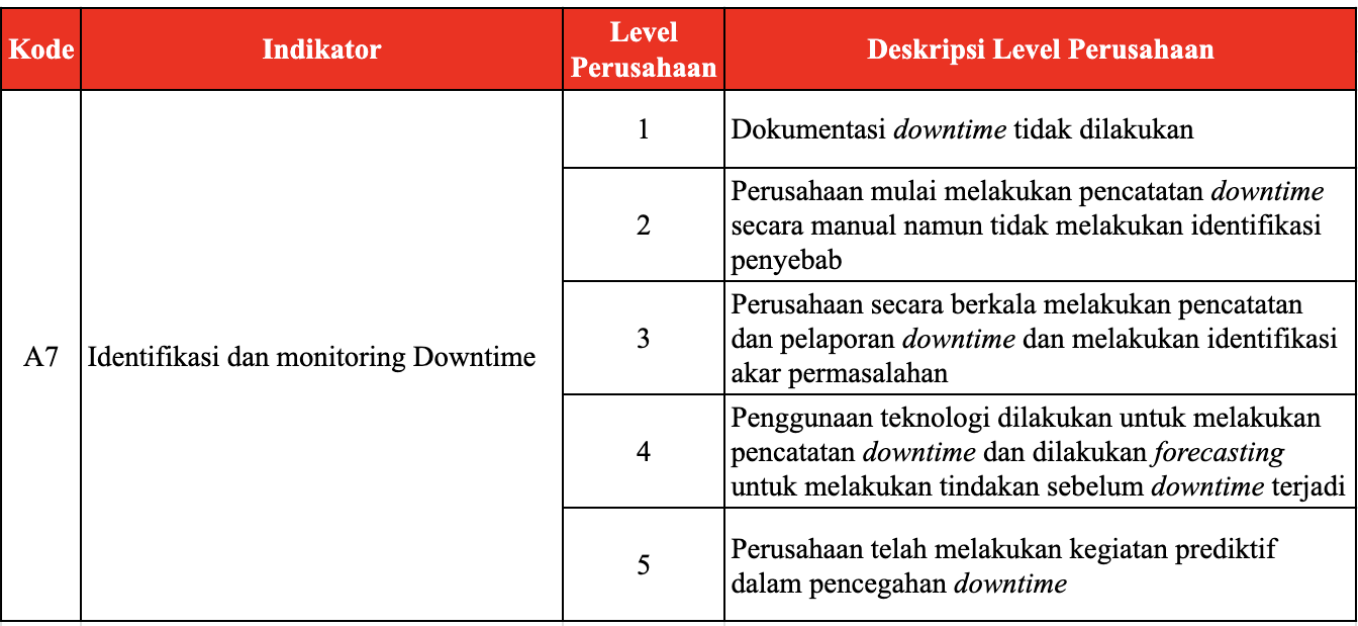 Kode
Indikator
Level
Perusahaan
Deskripsi Level Perusahaan
A7
Identifikasi dan monitoring Downtime
1
Dokumentasi downtime tidak dilakukan
2
Perusahaan mulai melakukan pencatatan downtime
secara manual namun tidak melakukan identifikasi
penyebab
3
Perusahaan secara berkala melakukan pencatatan
dan pelaporan downtime dan melakukan identifikasi
akar permasalahan
4
Penggunaan teknologi dilakukan untuk melakukan
pencatatan downtime dan dilakukan forecasting
untuk melakukan tindakan sebelum downtime terjadi
5
Perusahaan telah melakukan kegiatan prediktif
dalam pencegahan downtime